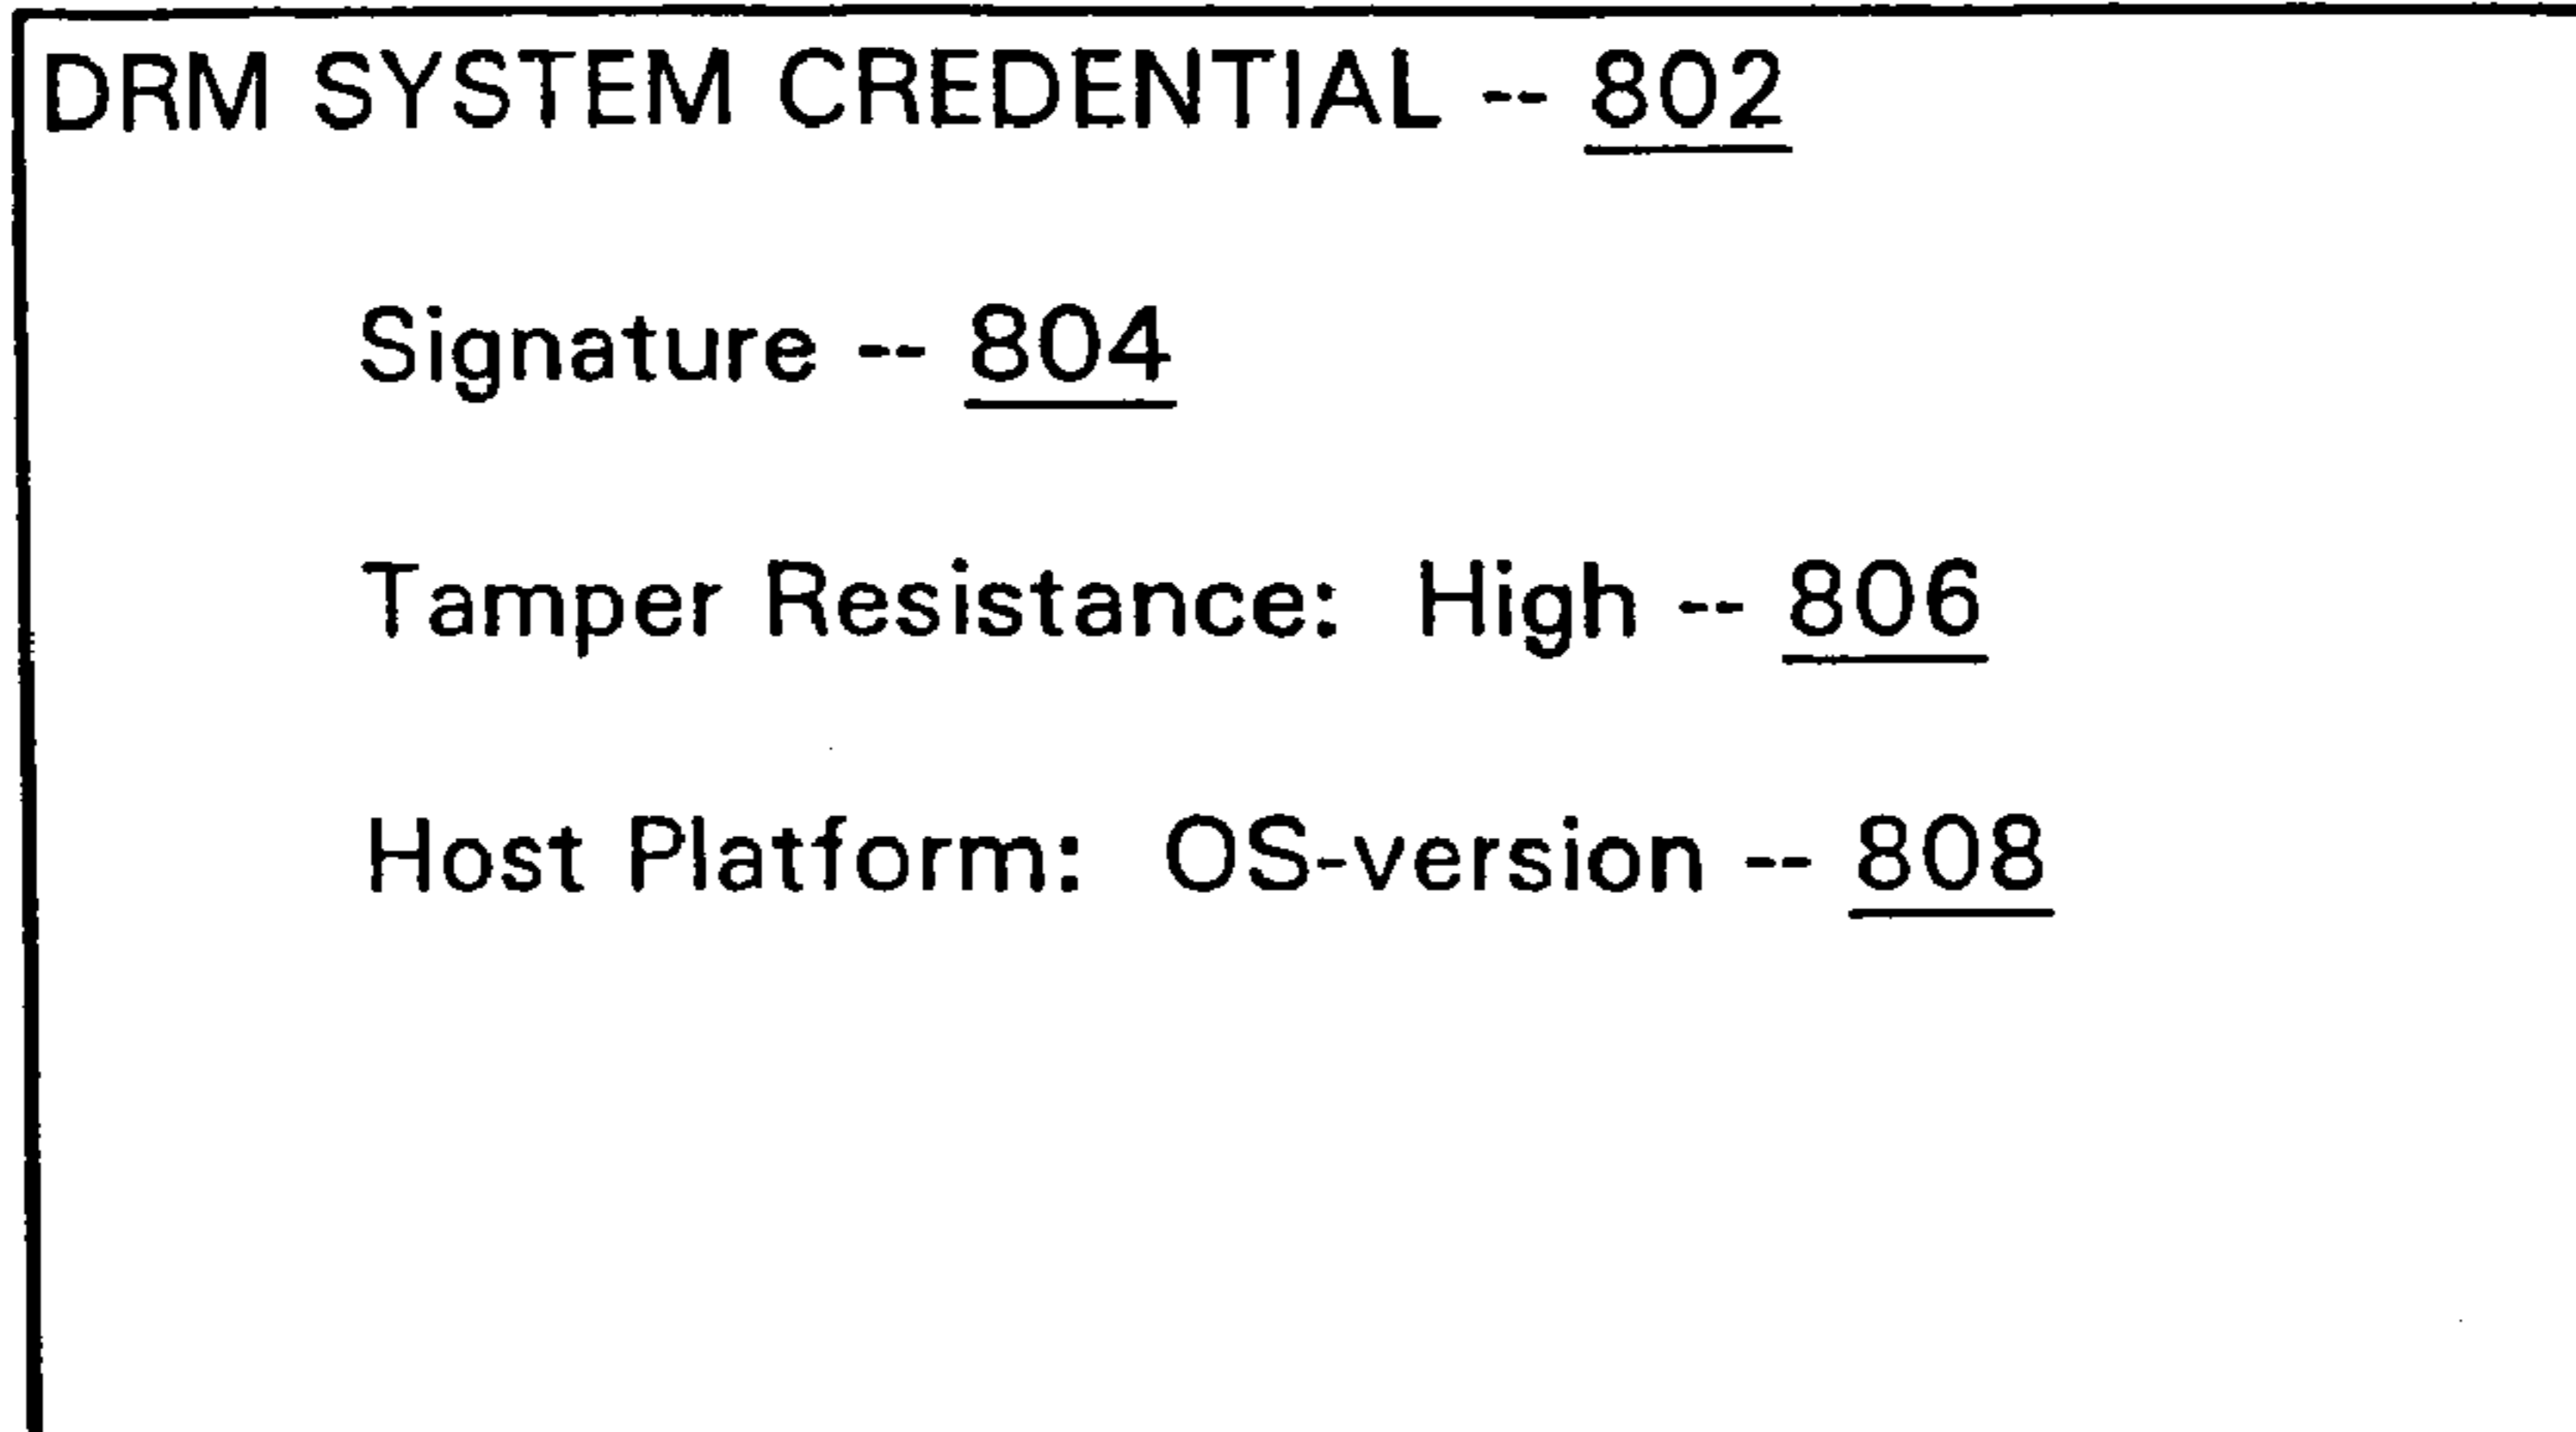 DRM SYSTEM CREDENTIAL -- 802
Signature -- 804
Tamper Resistance: High -- 806
Host Platform: OS-version -- 808